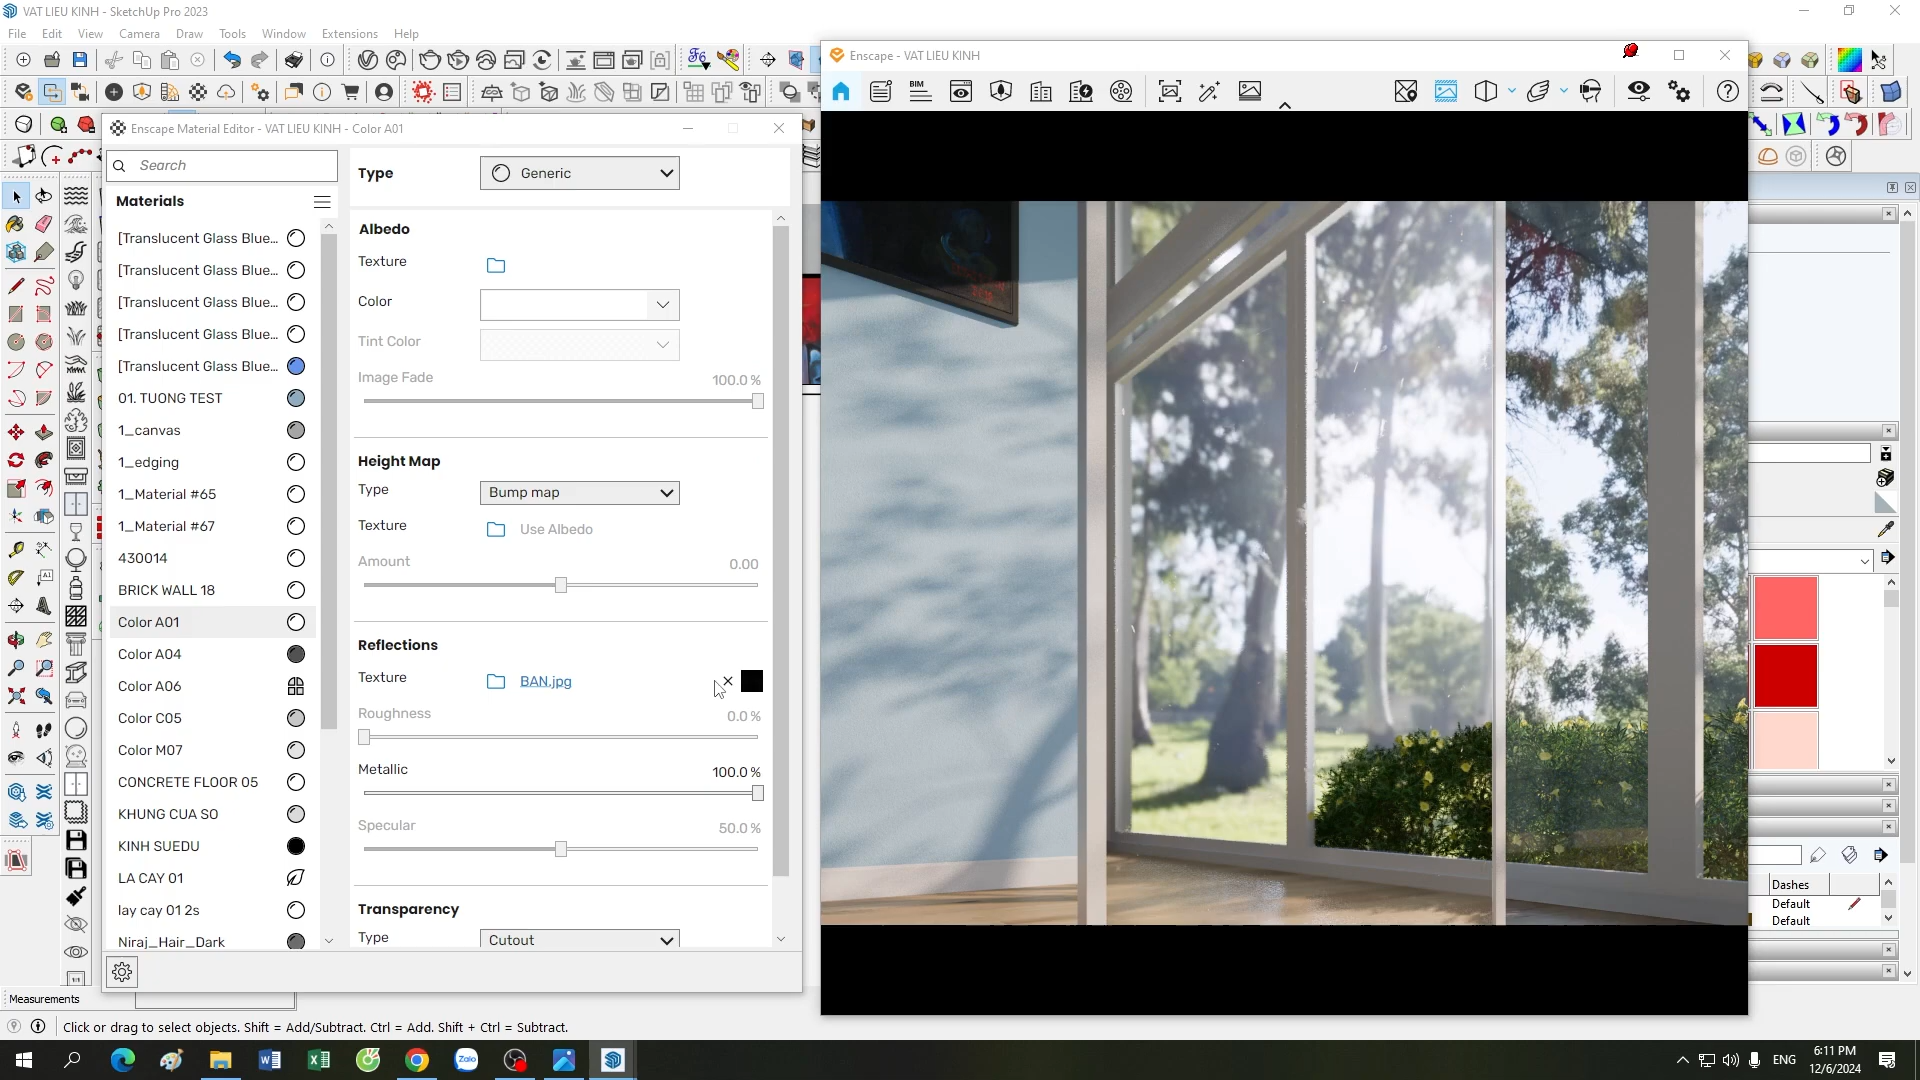 VAT LIEU KINH - SketchUp Pro 2023
File Edit View Camera Draw Tools Window Extensions Help
Enscape - VAT LIEU KINH
BIM
Enscape Material Editor - VAT LIEU KINH - Color A01
Search
Materials
[Translucent Glass Blue...
[Translucent Glass Blue...
[Translucent Glass Blue...
[Translucent Glass Blue...
[Translucent Glass Blue...
01. TUONG TEST
1_canvas
1_edging
1_Material #65
1_Material #67
430014
BRICK WALL 18
Color A01
Color A04
Color A06
Color C05
Color M07
CONCRETE FLOOR 05
KHUNG CUA SO
KINH SUEDU
LA CAY 01
lay cay 01 2s
Niraj_Hair_Dark
Type Generic
Albedo
Texture
Color
Tint Color
Image Fade 100.0 %
Height Map
Type Bump map
Texture Use Albedo
Amount 0.00
Reflections
Texture BAN.jpg
Roughness 0.0 %
Metallic 100.0 %
Specular 50.0 %
Transparency
Type Cutout
Dashes
Default
Default
Measurements
Click or drag to select objects. Shift = Add/Subtract. Ctrl = Add. Shift + Ctrl = Subtract.
Zalo
ENG
6:11 PM
12/6/2024